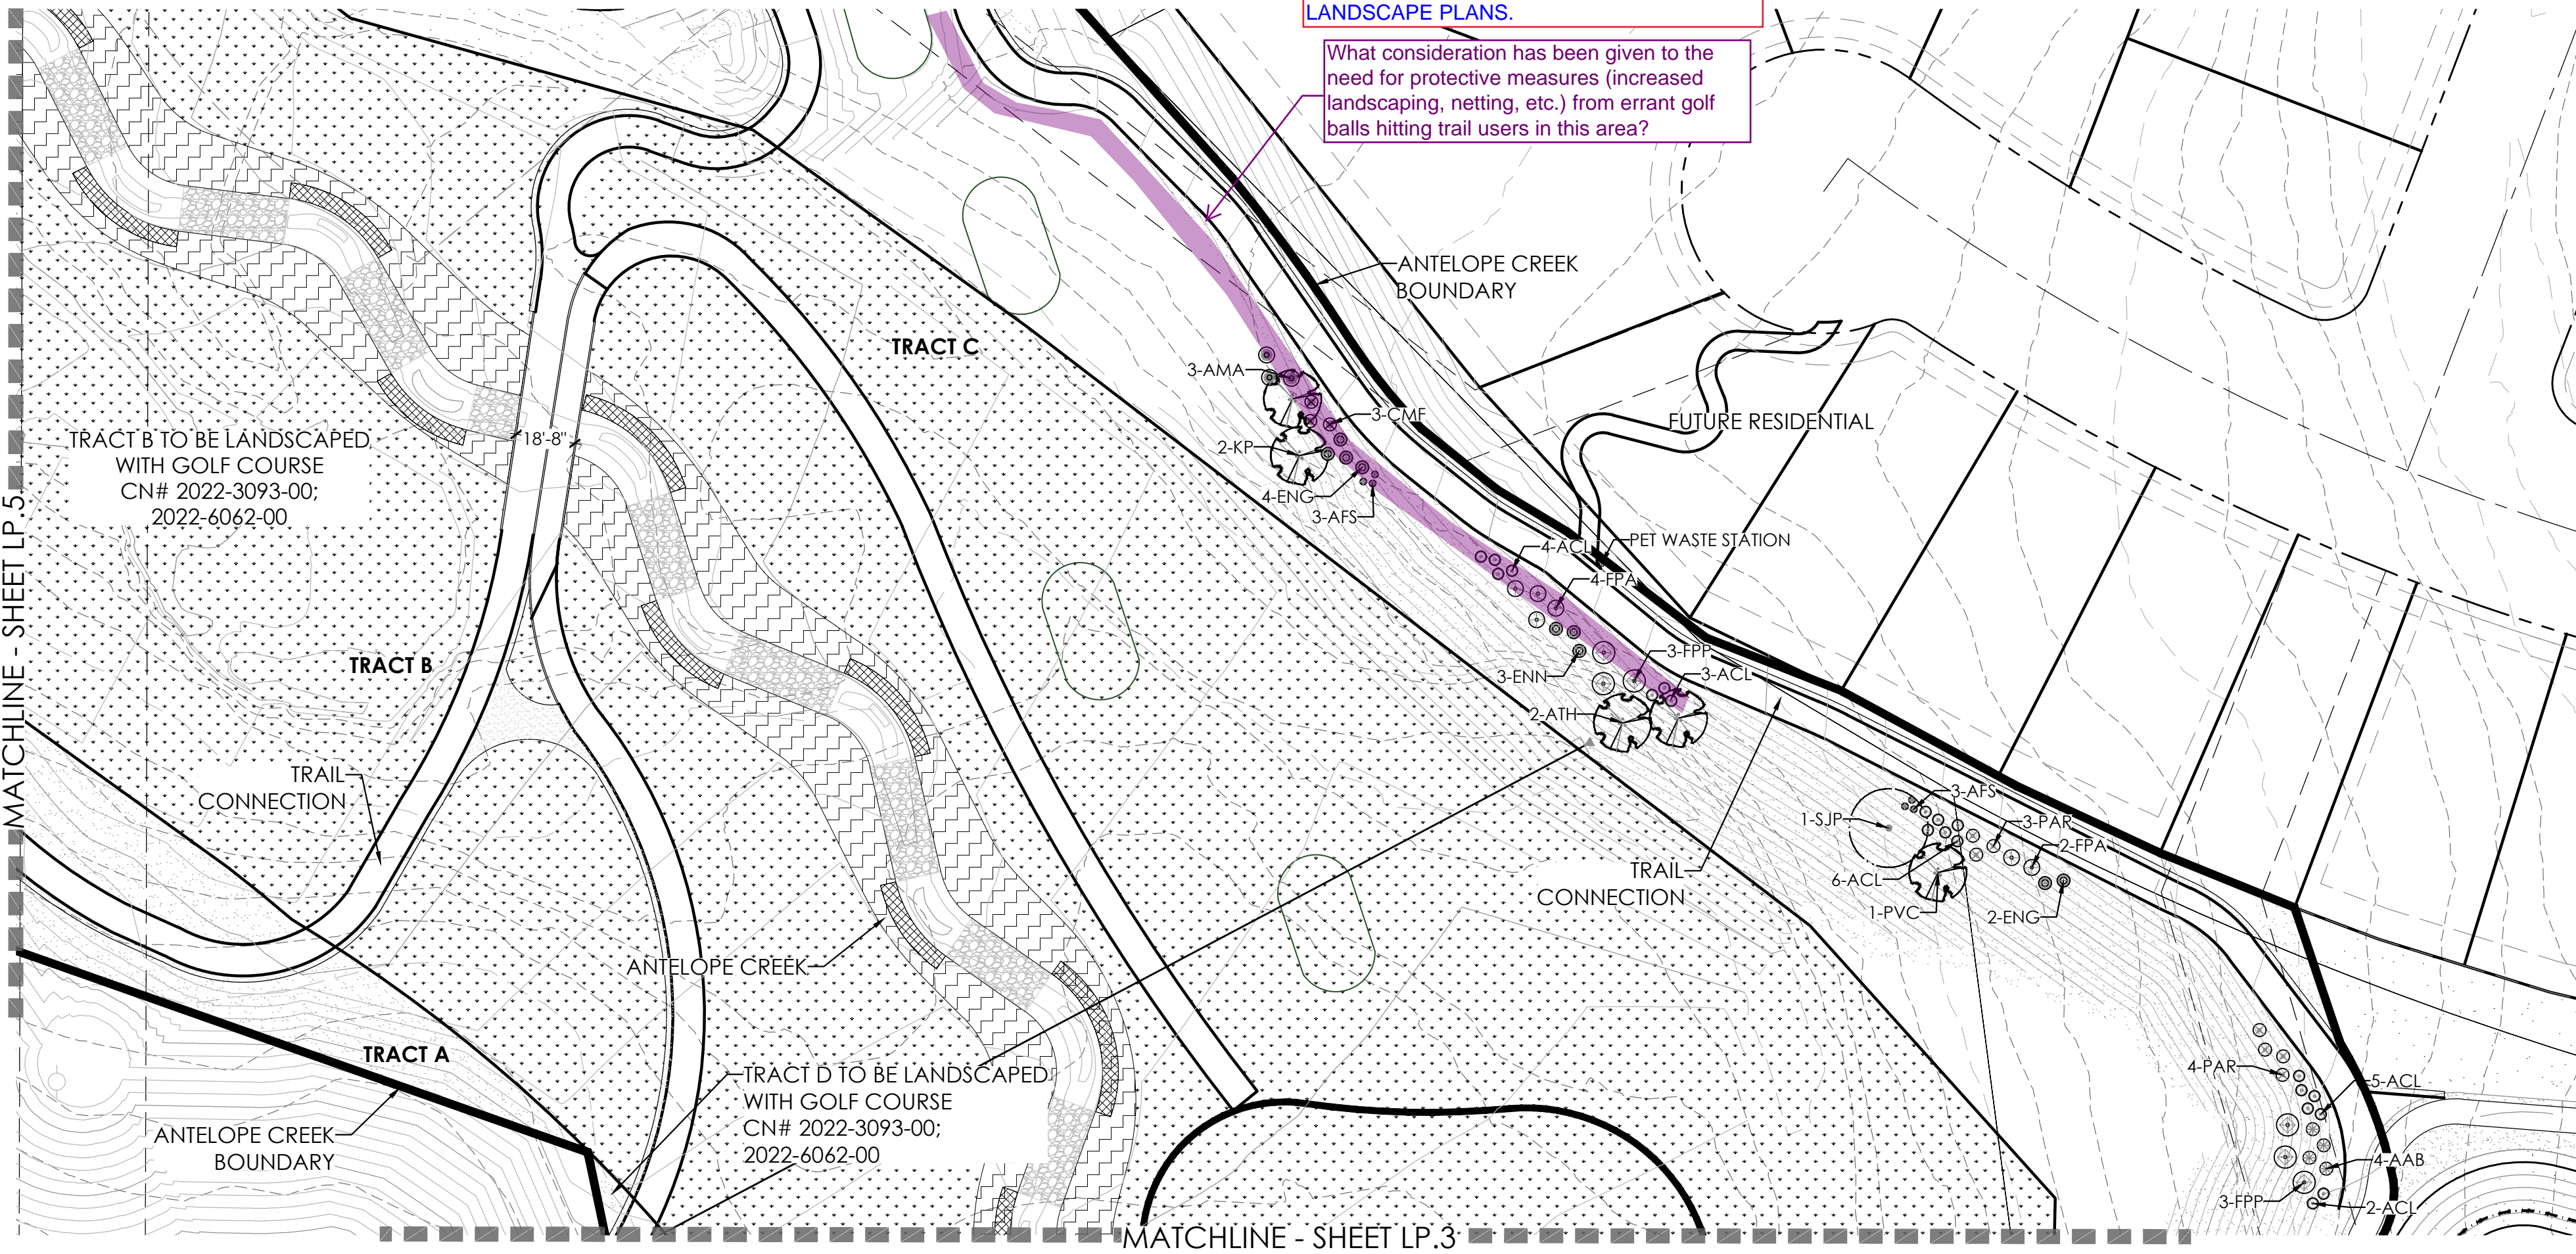 LANDSCAPE PLANS.
What consideration has been given to the
need for protective measures (increased
landscaping, netting, etc.) from errant golf
balls hitting trail users in this area?
ANTELOPE CREEK
BOUNDARY
TRACT C
3-AMA
3-CMF
FUTURE RESIDENTIAL
18'-8"
TRACT B TO BE LANDSCAPED
WITH GOLF COURSE
CN# 2022-3093-00;
2022-6062-00
2-KP
4-ENG
3-AFS
4-ACL
PET WASTE STATION
4-FPA
MATCHLINE - SHEET LP.5
TRACT B
3-FPP
3-ENN
3-ACL
2-ATH
TRAIL
CONNECTION
3-AFS
1-SJP
3-PAR
2-FPA
TRAIL
CONNECTION
6-ACL
1-PVC
2-ENG
ANTELOPE CREEK
TRACT A
TRACT D TO BE LANDSCAPED
WITH GOLF COURSE
CN# 2022-3093-00;
2022-6062-00
4-PAR
5-ACL
ANTELOPE CREEK
BOUNDARY
4-AAB
3-FPP
2-ACL
MATCHLINE - SHEET LP.3